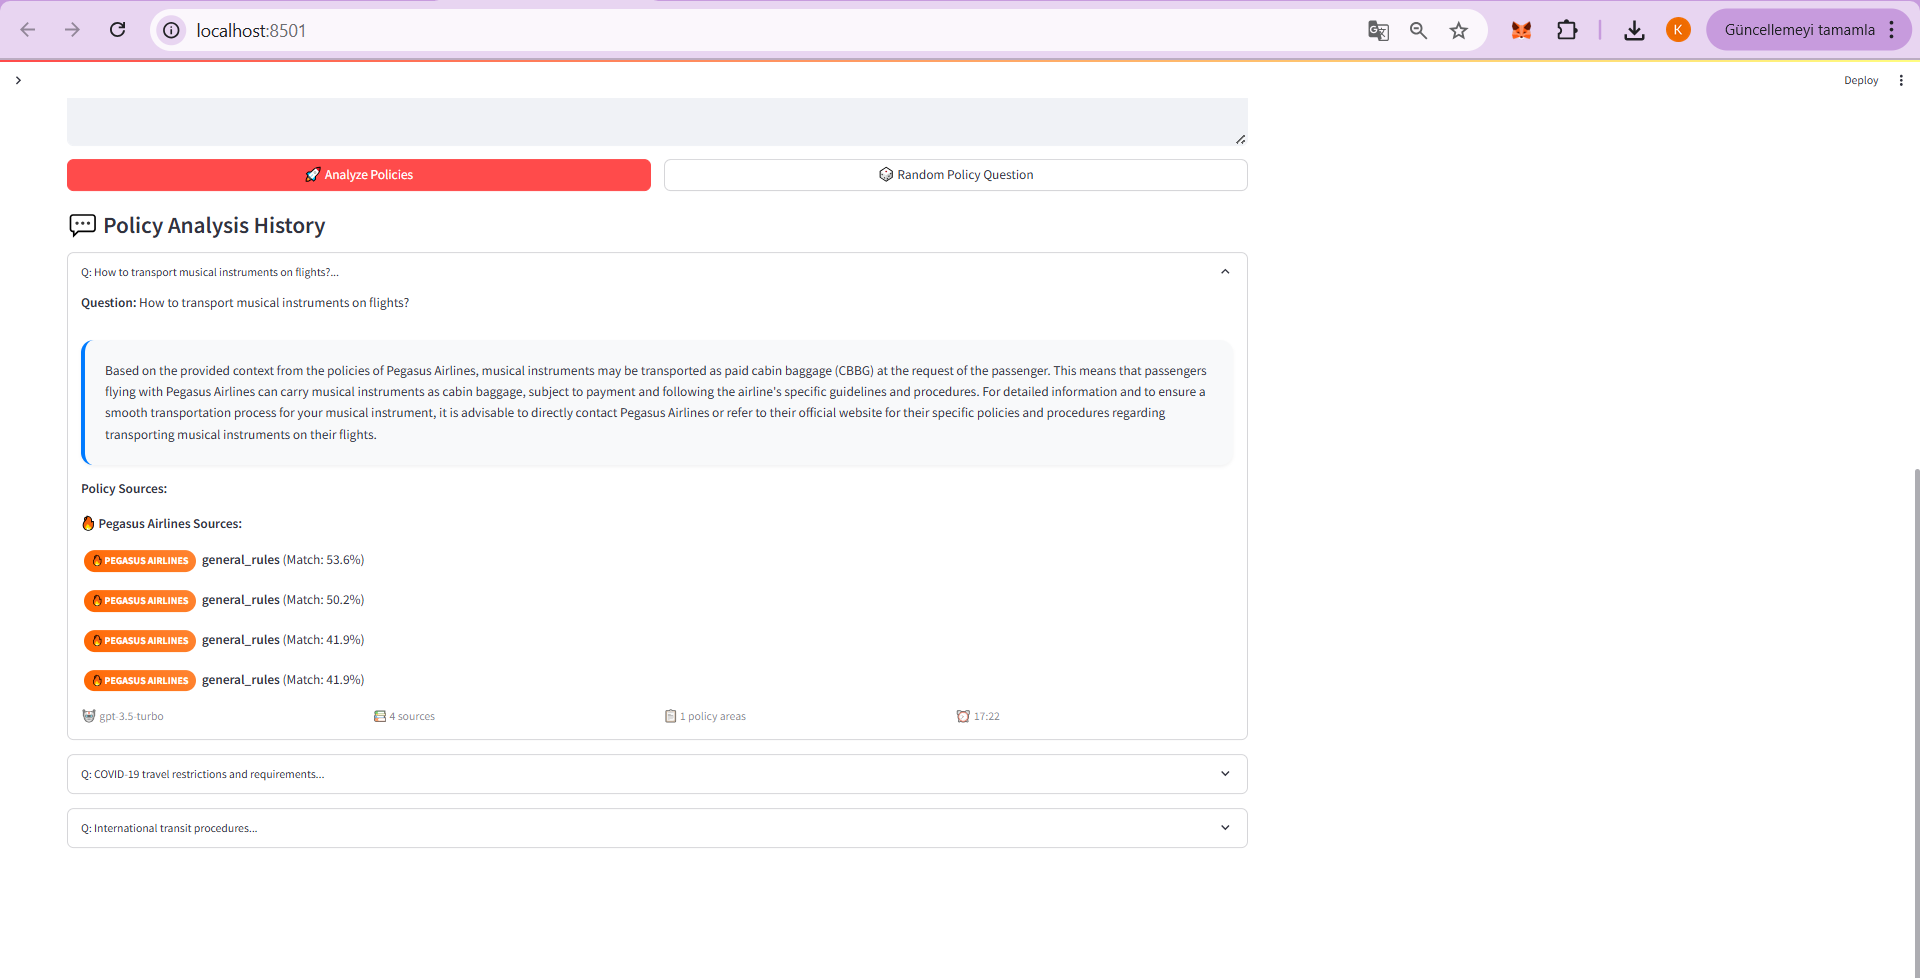 localhost:8501
K
Güncellemeyi tamamla
Deploy
Analyze Policies
Random Policy Question
Policy Analysis History
Q: How to transport musical instruments on flights?...
Question: How to transport musical instruments on flights?
Based on the provided context from the policies of Pegasus Airlines, musical instruments may be transported as paid cabin baggage (CBBG) at the request of the passenger. This means that passengers
flying with Pegasus Airlines can carry musical instruments as cabin baggage, subject to payment and following the airline's specific guidelines and procedures. For detailed information and to ensure a
smooth transportation process for your musical instrument, it is advisable to directly contact Pegasus Airlines or refer to their official website for their specific policies and procedures regarding
transporting musical instruments on their flights.
Policy Sources:
Pegasus Airlines Sources:
PEGASUS AIRLINES general_rules (Match: 53.6%)
PEGASUS AIRLINES general_rules (Match: 50.2%)
PEGASUS AIRLINES general_rules (Match: 41.9%)
PEGASUS AIRLINES general_rules (Match: 41.9%)
gpt-3.5-turbo
4 sources
1 policy areas
17:22
Q: COVID-19 travel restrictions and requirements...
Q: International transit procedures...